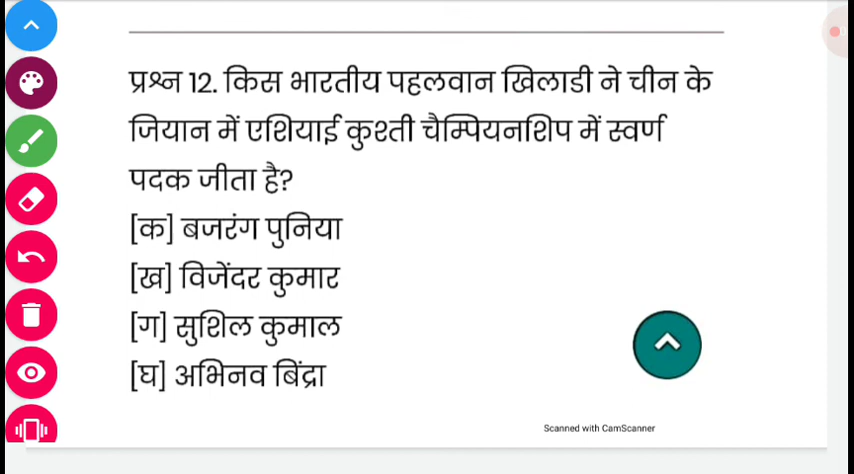 प्रश्न 12. किस भारतीय पहलवान खिलाडी ने चीन के
जियान में एशियाई कुश्ती चैम्पियनशिप में स्वर्ण
पदक जीता है?
[क] बजरंग पुनिया
[ख] विजेंदर कुमार
[ग] सुशिल कुमाल
[घ] अभिनव बिंद्रा
Scanned with CamScanner